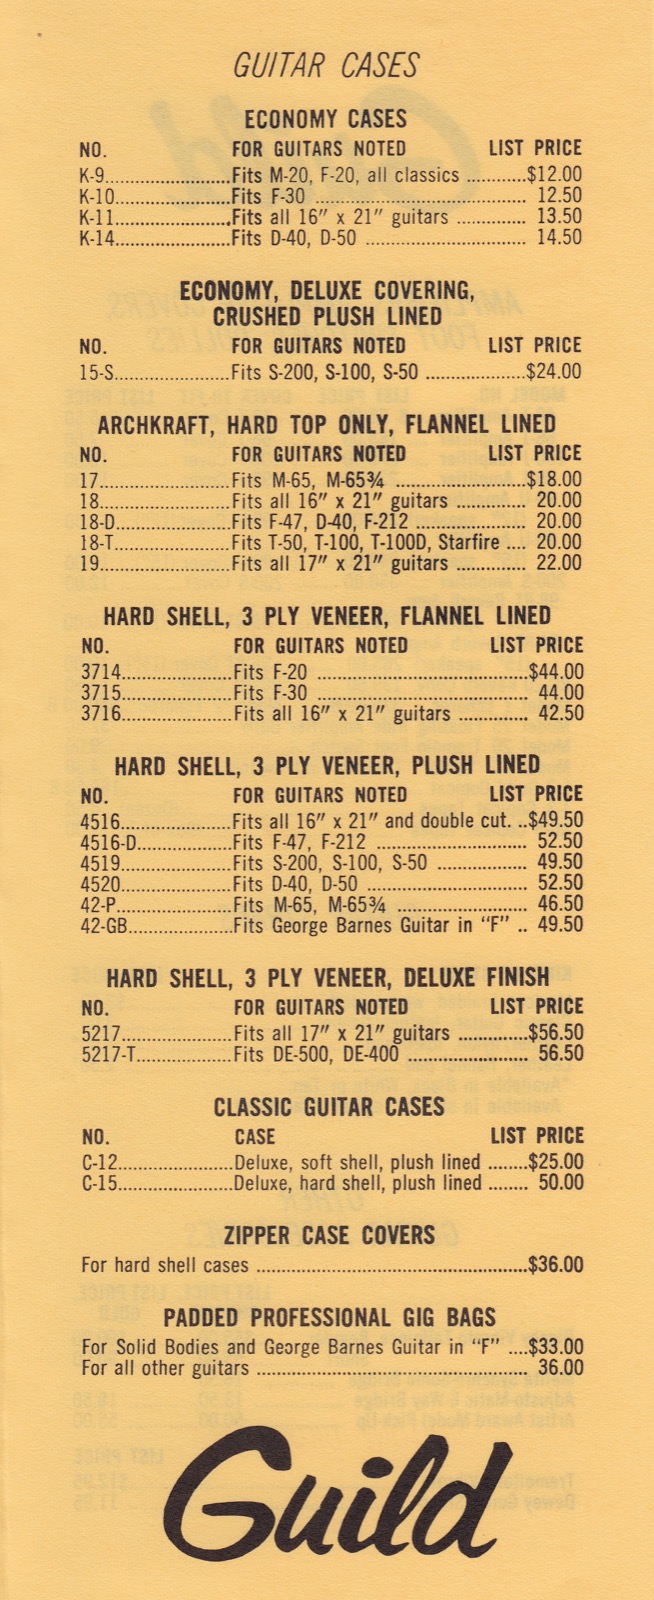 GUITAR CASES
ECONOMY CASES
NO. FOR GUITARS NOTED LIST PRICE
K-9........................Fits M-20, F-20, all classics ...........$12.00
K-10......................Fits F-30 ....................................... 12.50
K-11......................Fits all 16″ x 21″ guitars .............. 13.50
K-14......................Fits D-40, D-50 .............................. 14.50
ECONOMY, DELUXE COVERING,
CRUSHED PLUSH LINED
NO. FOR GUITARS NOTED LIST PRICE
15-S......................Fits S-200, S-100, S-50 ..................$24.00
ARCHKRAFT, HARD TOP ONLY, FLANNEL LINED
NO. FOR GUITARS NOTED LIST PRICE
17.........................Fits M-65, M-65¾ ........................$18.00
18.........................Fits all 16″ x 21″ guitars ............. 20.00
18-D......................Fits F-47, D-40, F-212 ..................... 20.00
18-T......................Fits T-50, T-100, T-100D, Starfire .... 20.00
19.........................Fits all 17″ x 21″ guitars ............. 22.00
HARD SHELL, 3 PLY VENEER, FLANNEL LINED
NO. FOR GUITARS NOTED LIST PRICE
3714.....................Fits F-20 .......................................$44.00
3715.....................Fits F-30 ....................................... 44.00
3716.....................Fits all 16″ x 21″ guitars ............. 42.50
HARD SHELL, 3 PLY VENEER, PLUSH LINED
NO. FOR GUITARS NOTED LIST PRICE
4516.....................Fits all 16″ x 21″ and double cut. ..$49.50
4516-D..................Fits F-47, F-212 ............................ 52.50
4519.....................Fits S-200, S-100, S-50 ................ 49.50
4520.....................Fits D-40, D-50 .............................. 52.50
42-P......................Fits M-65, M-65¾ .......................... 46.50
42-GB....................Fits George Barnes Guitar in “F” .. 49.50
HARD SHELL, 3 PLY VENEER, DELUXE FINISH
NO. FOR GUITARS NOTED LIST PRICE
5217.....................Fits all 17″ x 21″ guitars .............$56.50
5217-T...................Fits DE-500, DE-400 ...................... 56.50
CLASSIC GUITAR CASES
NO. CASE LIST PRICE
C-12......................Deluxe, soft shell, plush lined ........$25.00
C-15......................Deluxe, hard shell, plush lined ........ 50.00
ZIPPER CASE COVERS
For hard shell cases ..................................................$36.00
PADDED PROFESSIONAL GIG BAGS
For Solid Bodies and George Barnes Guitar in “F” ....$33.00
For all other guitars .................................................. 36.00
Guild